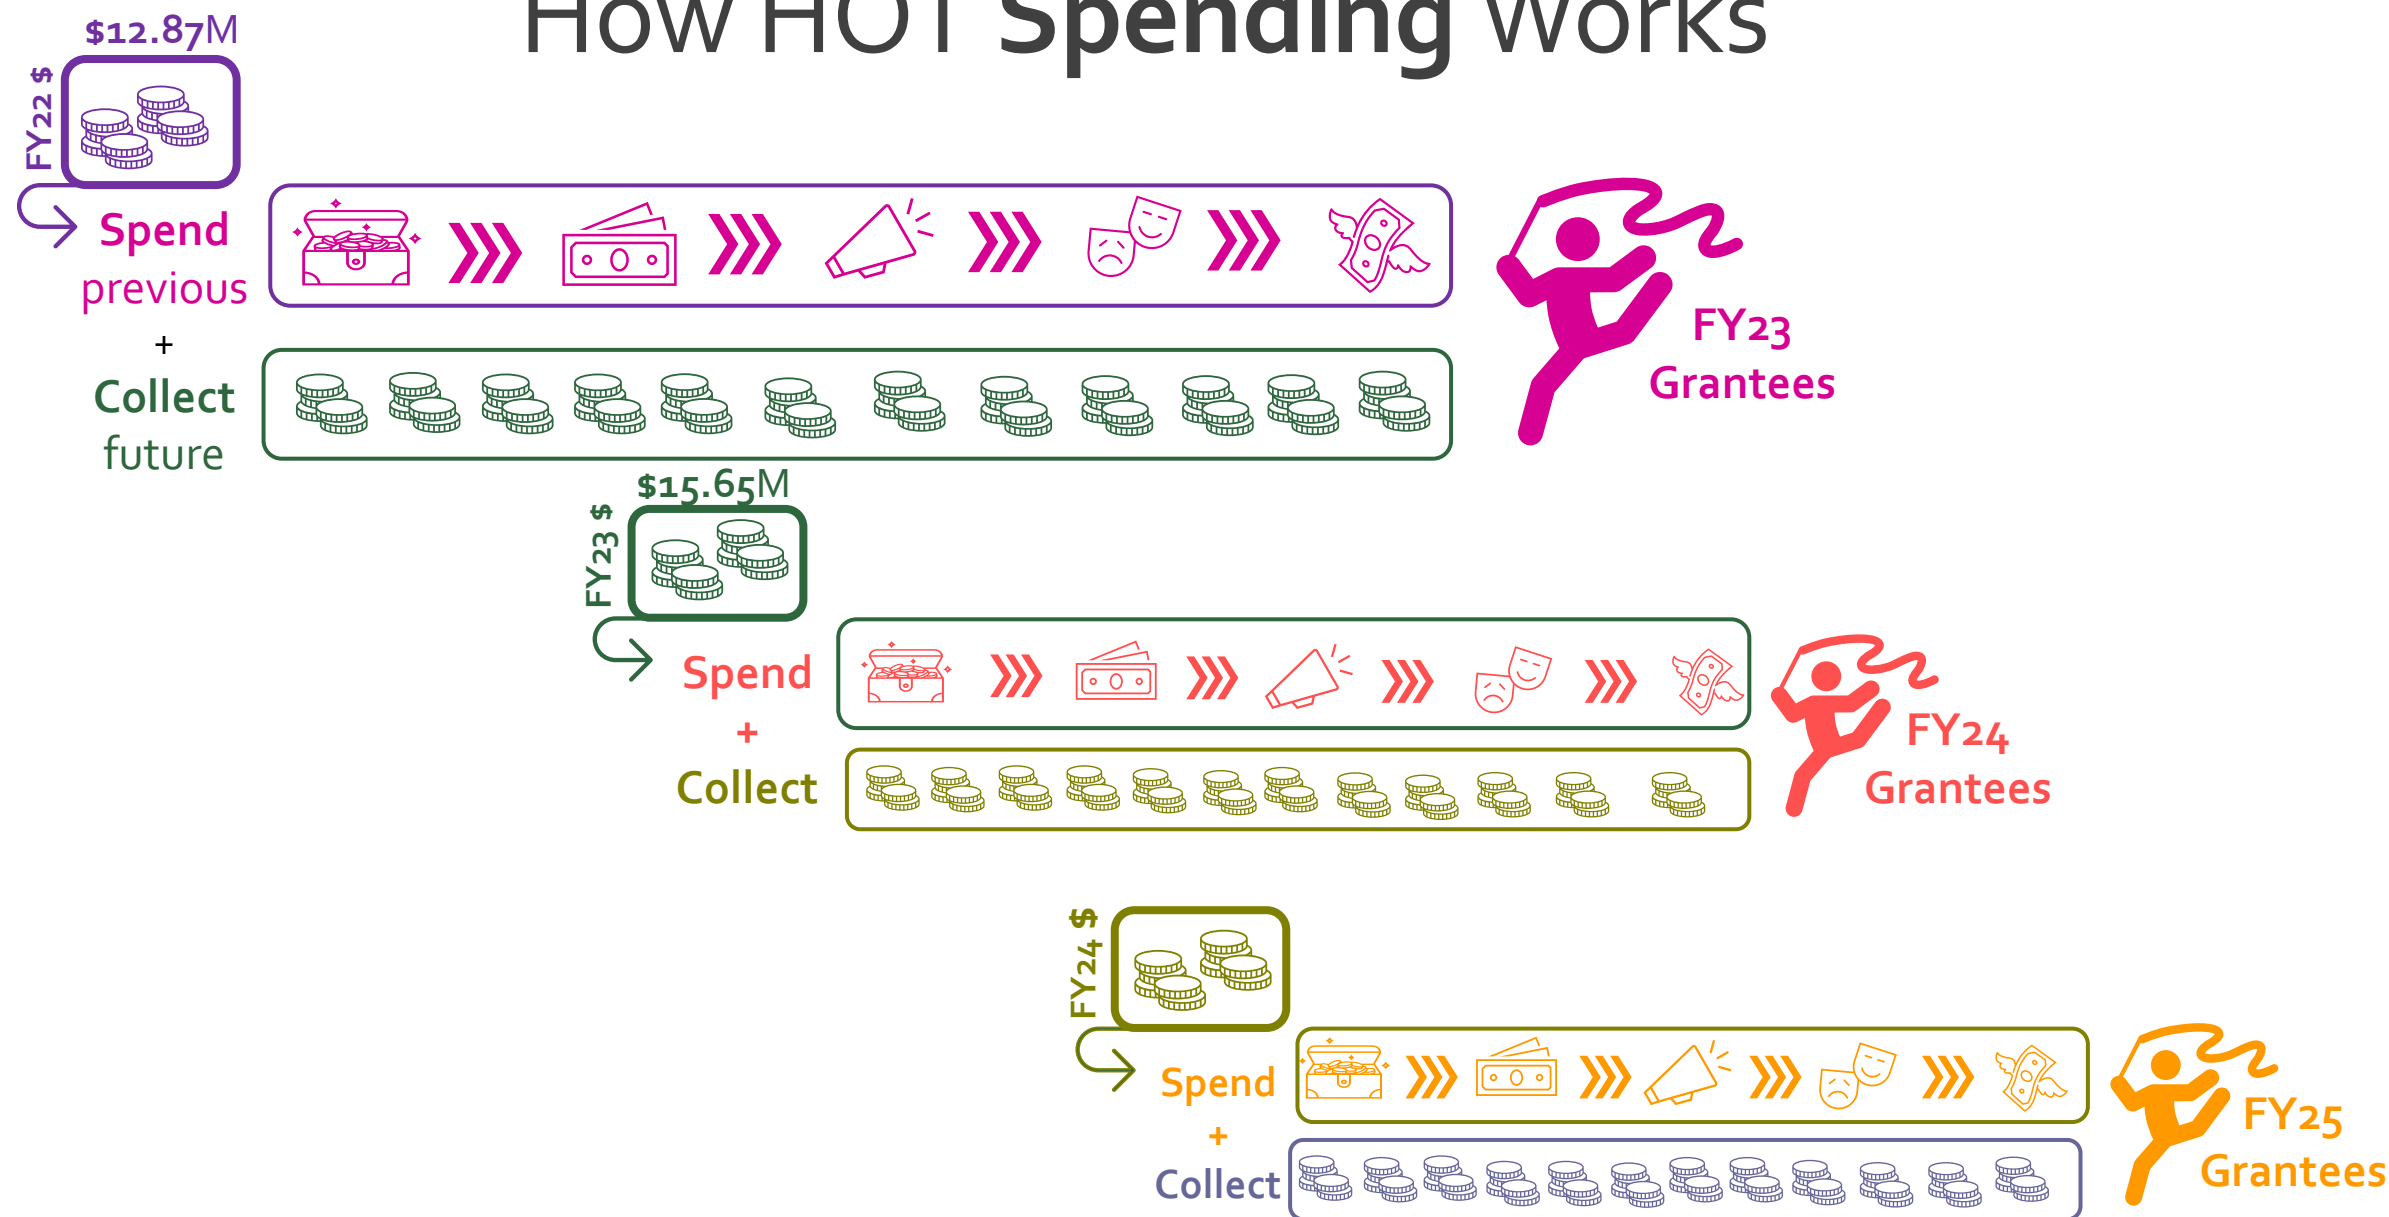 How HOT Spending Works
$12.87M
FY22 $
Spend
previous
+
Collect
future
FY23
Grantees
$15.65M
FY23 $
Spend
+
Collect
FY24
Grantees
FY24 $
Spend
+
Collect
FY25
Grantees